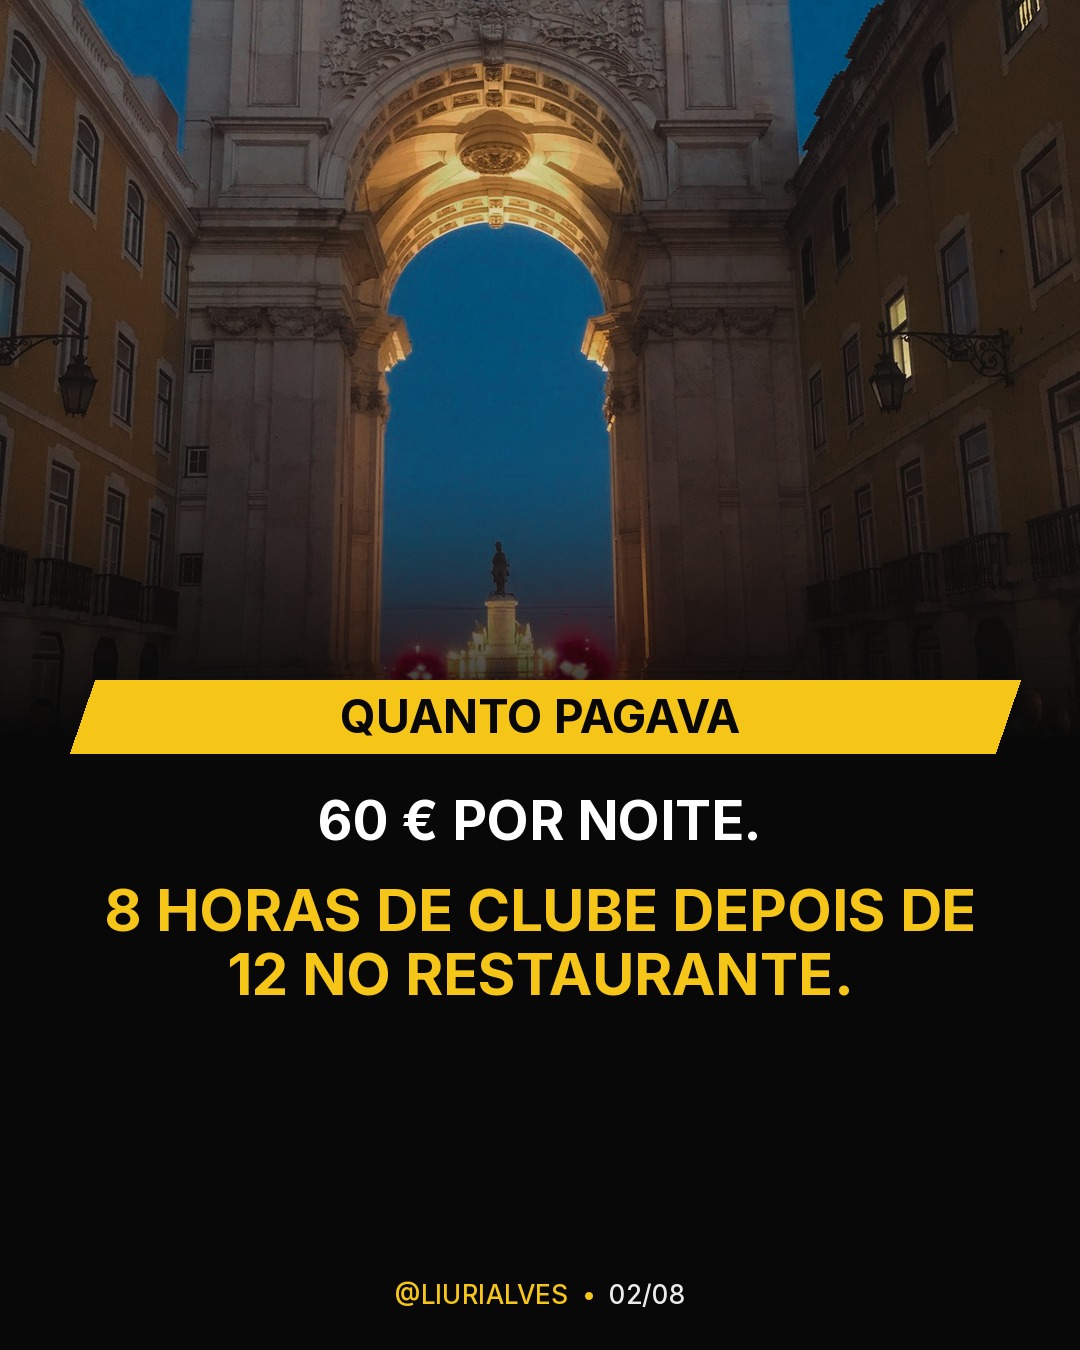 QUANTO PAGAVA
60 € POR NOITE.
8 HORAS DE CLUBE DEPOIS DE
12 NO RESTAURANTE.
@LIURIALVES • 02/08